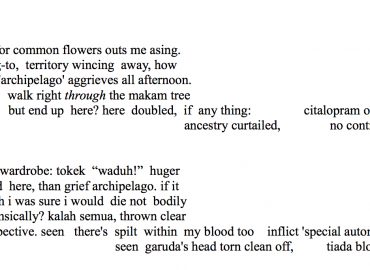 or common flowers outs me asing.
-to, territory wincing away, how
'archipelago' aggrieves all afternoon.
walk right through the makam tree
but end up here? here doubled, if any thing: citalopram o
ancestry curtailed, no cont
wardrobe: tokek “waduh!” huger
here, than grief archipelago. if it
i was sure i would die not bodily
nsically? kalah semua, thrown clear
pective. seen there's spilt within my blood too inflict 'special autor
seen garuda's head torn clean off, tiada blo